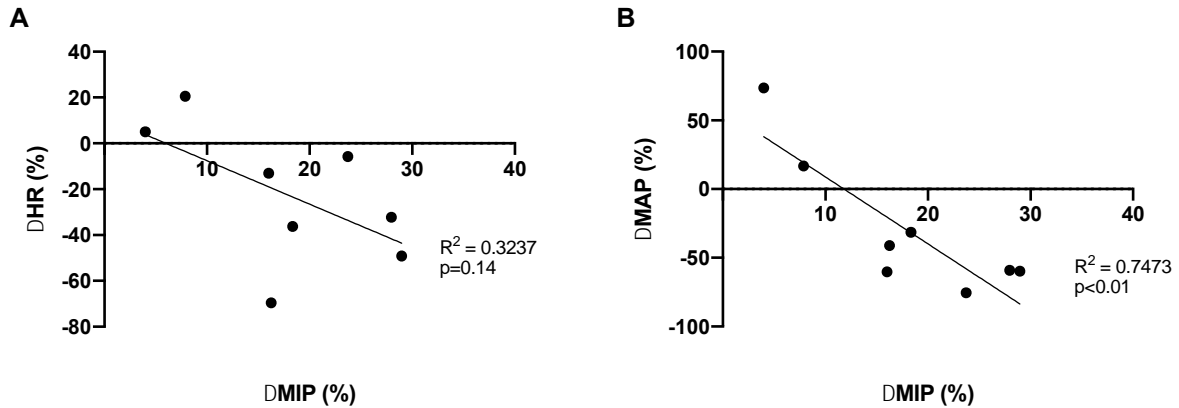 A
40
20
0
-20
-40
-60
-80
10
20
30
40
DHR (%)
R² = 0.3237
p=0.14
DMIP (%)
B
100
50
0
-50
-100
10
20
30
40
DMAP (%)
R² = 0.7473
p<0.01
DMIP (%)